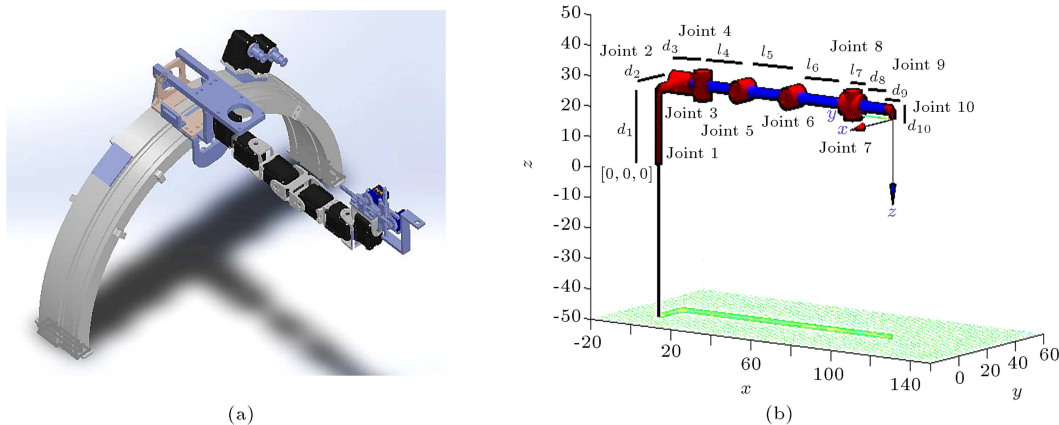 (a)
50
40
30
20
10
0
-10
-20
-30
-40
-50
z
-20
20
60
100
140
x
0
20
40
60
y
Joint 4
Joint 2
d3
l4
l5
Joint 8
d2
l6
l7
d8
Joint 9
d9
Joint 3
y
Joint 10
d1
Joint 5
Joint 6
x
d10
Joint 1
Joint 7
[0, 0, 0]
z
(b)